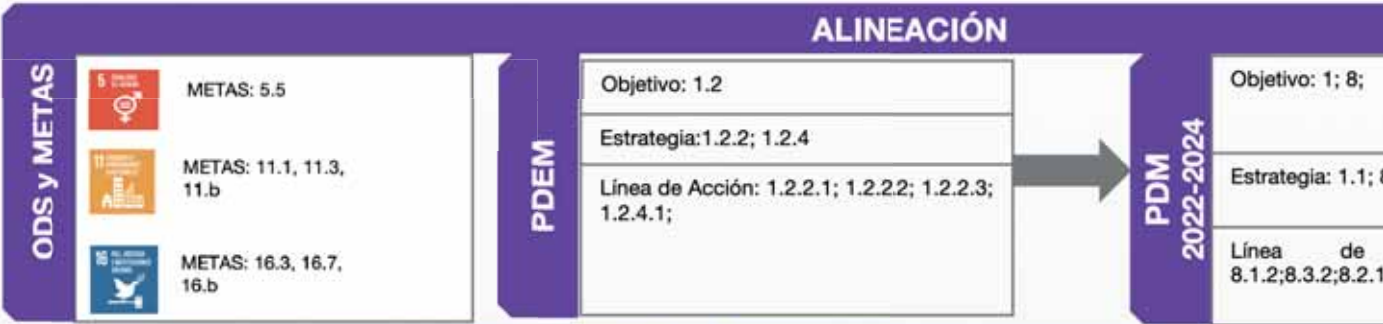 ALINEACIÓN
ODS y METAS
5
METAS: 5.5
11
METAS: 11.1, 11.3,
11.b
16
METAS: 16.3, 16.7,
16.b
PDEM
Objetivo: 1.2
Estrategia:1.2.2; 1.2.4
Línea de Acción: 1.2.2.1; 1.2.2.2; 1.2.2.3;
1.2.4.1;
PDM
2022-2024
Objetivo: 1; 8;
Estrategia: 1.1;
Línea de
8.1.2;8.3.2;8.2.1